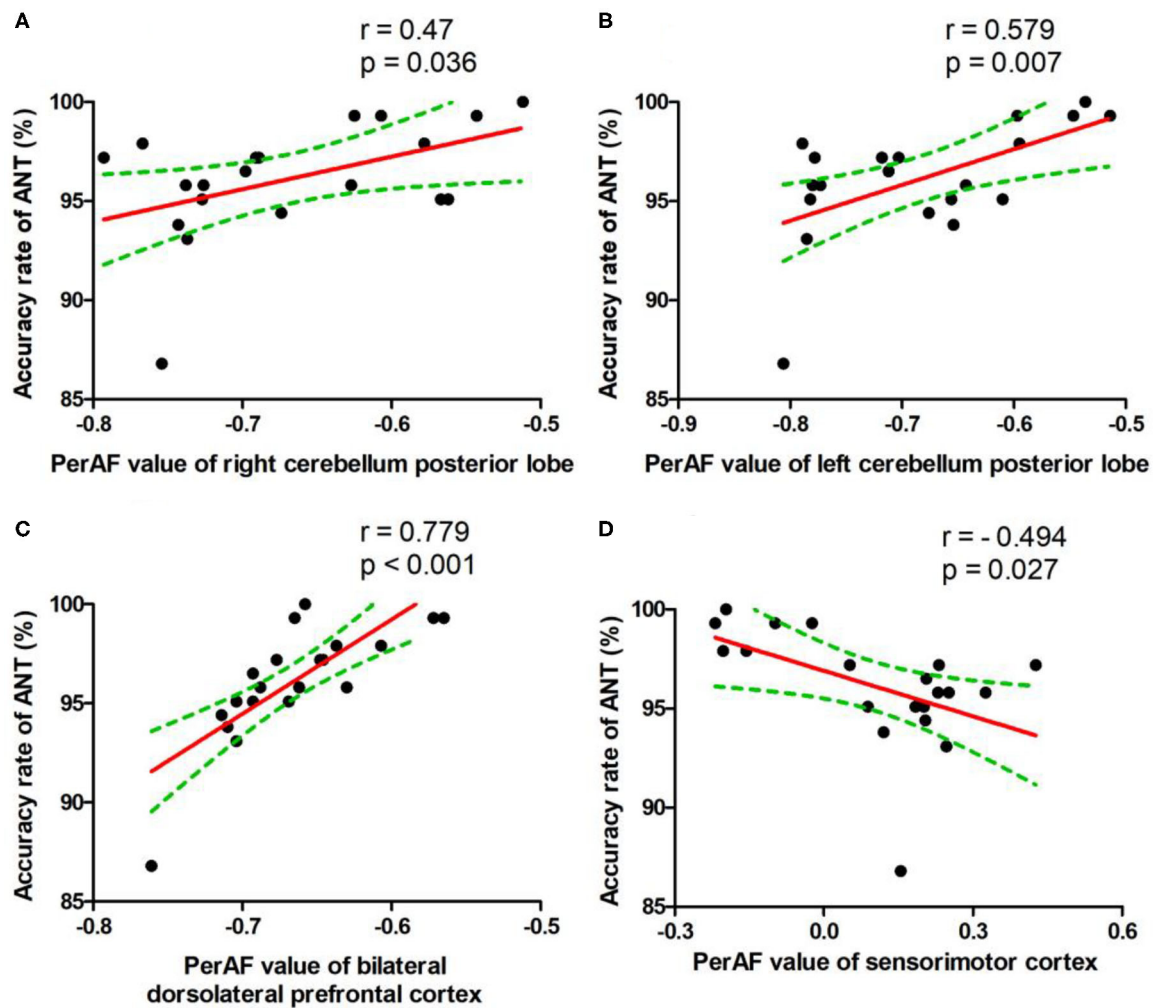 A
r = 0.47
p = 0.036
Accuracy rate of ANT (%)
100
95
90
85
-0.8
-0.7
-0.6
-0.5
PerAF value of right cerebellum posterior lobe
B
r = 0.579
p = 0.007
Accuracy rate of ANT (%)
100
95
90
85
-0.9
-0.8
-0.7
-0.6
-0.5
PerAF value of left cerebellum posterior lobe
C
r = 0.779
p < 0.001
Accuracy rate of ANT (%)
100
95
90
85
-0.8
-0.7
-0.6
-0.5
PerAF value of bilateral
dorsolateral prefrontal cortex
D
r = - 0.494
p = 0.027
Accuracy rate of ANT (%)
100
95
90
85
-0.3
0.0
0.3
0.6
PerAF value of sensorimotor cortex